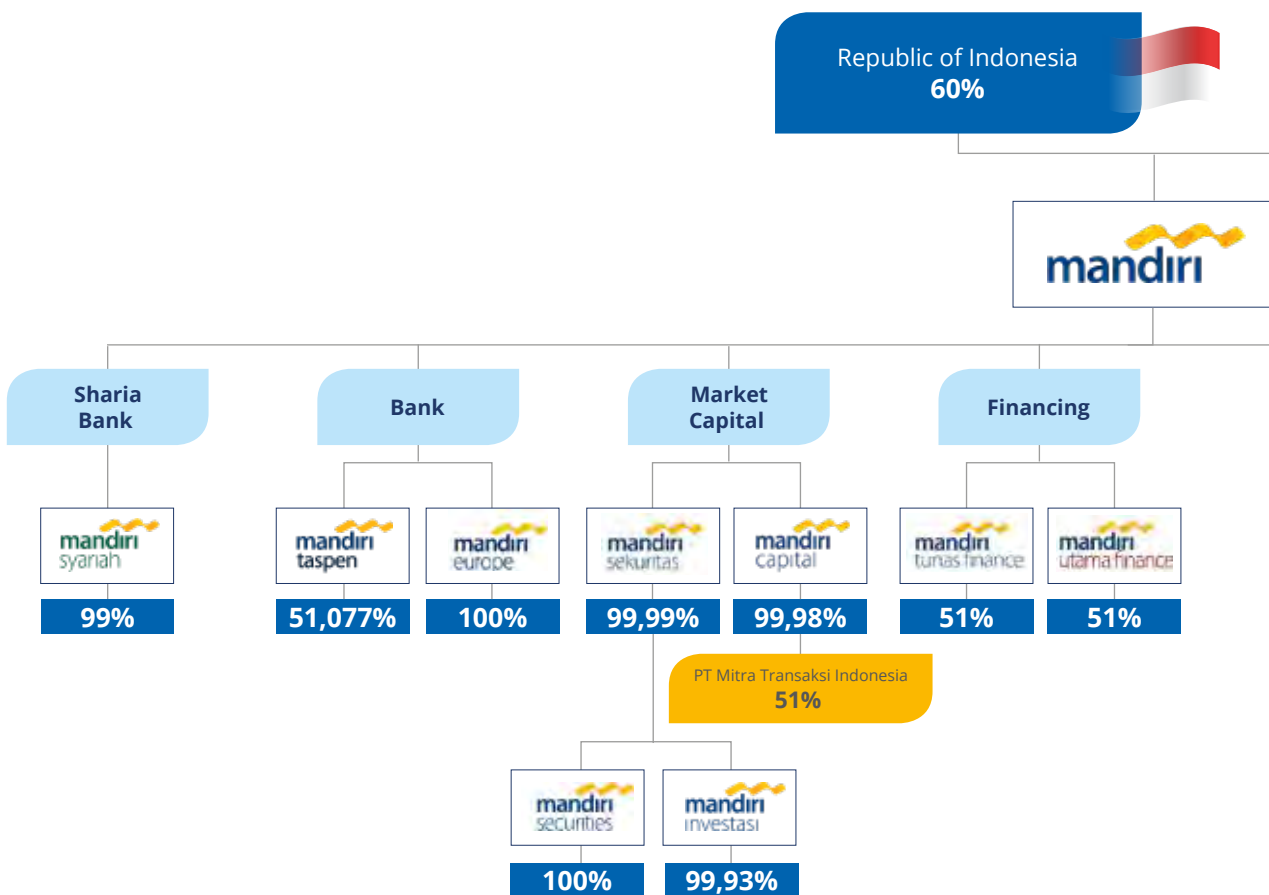 Republic of Indonesia
60%
mandiri
Sharia
Bank
Bank
Market
Capital
Financing
mandiri
syariah
mandiri
taspen
mandiri
europe
mandiri
sekuritas
mandiri
capital
mandiri
tunas finance
mandiri
utama finance
99%
51,077%
100%
99,99%
99,98%
51%
51%
PT Mitra Transaksi Indonesia
51%
mandiri
securities
mandiri
investasi
100%
99,93%